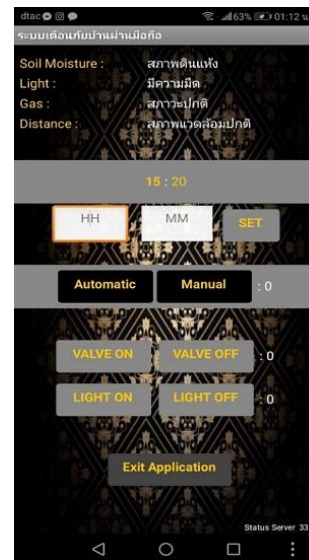 dtac 63% 01:12 น.
ระบบเตือนภัยบ้านผ่านมือถือ
Soil Moisture : สภาพดินแห้ง
Light : มีความมืด
Gas : สภาวะปกติ
Distance : สภาพแวดล้อมปกติ
15 : 20
HH MM SET
Automatic Manual : 0
VALVE ON VALVE OFF : 0
LIGHT ON LIGHT OFF : 0
Exit Application
Status Server 33